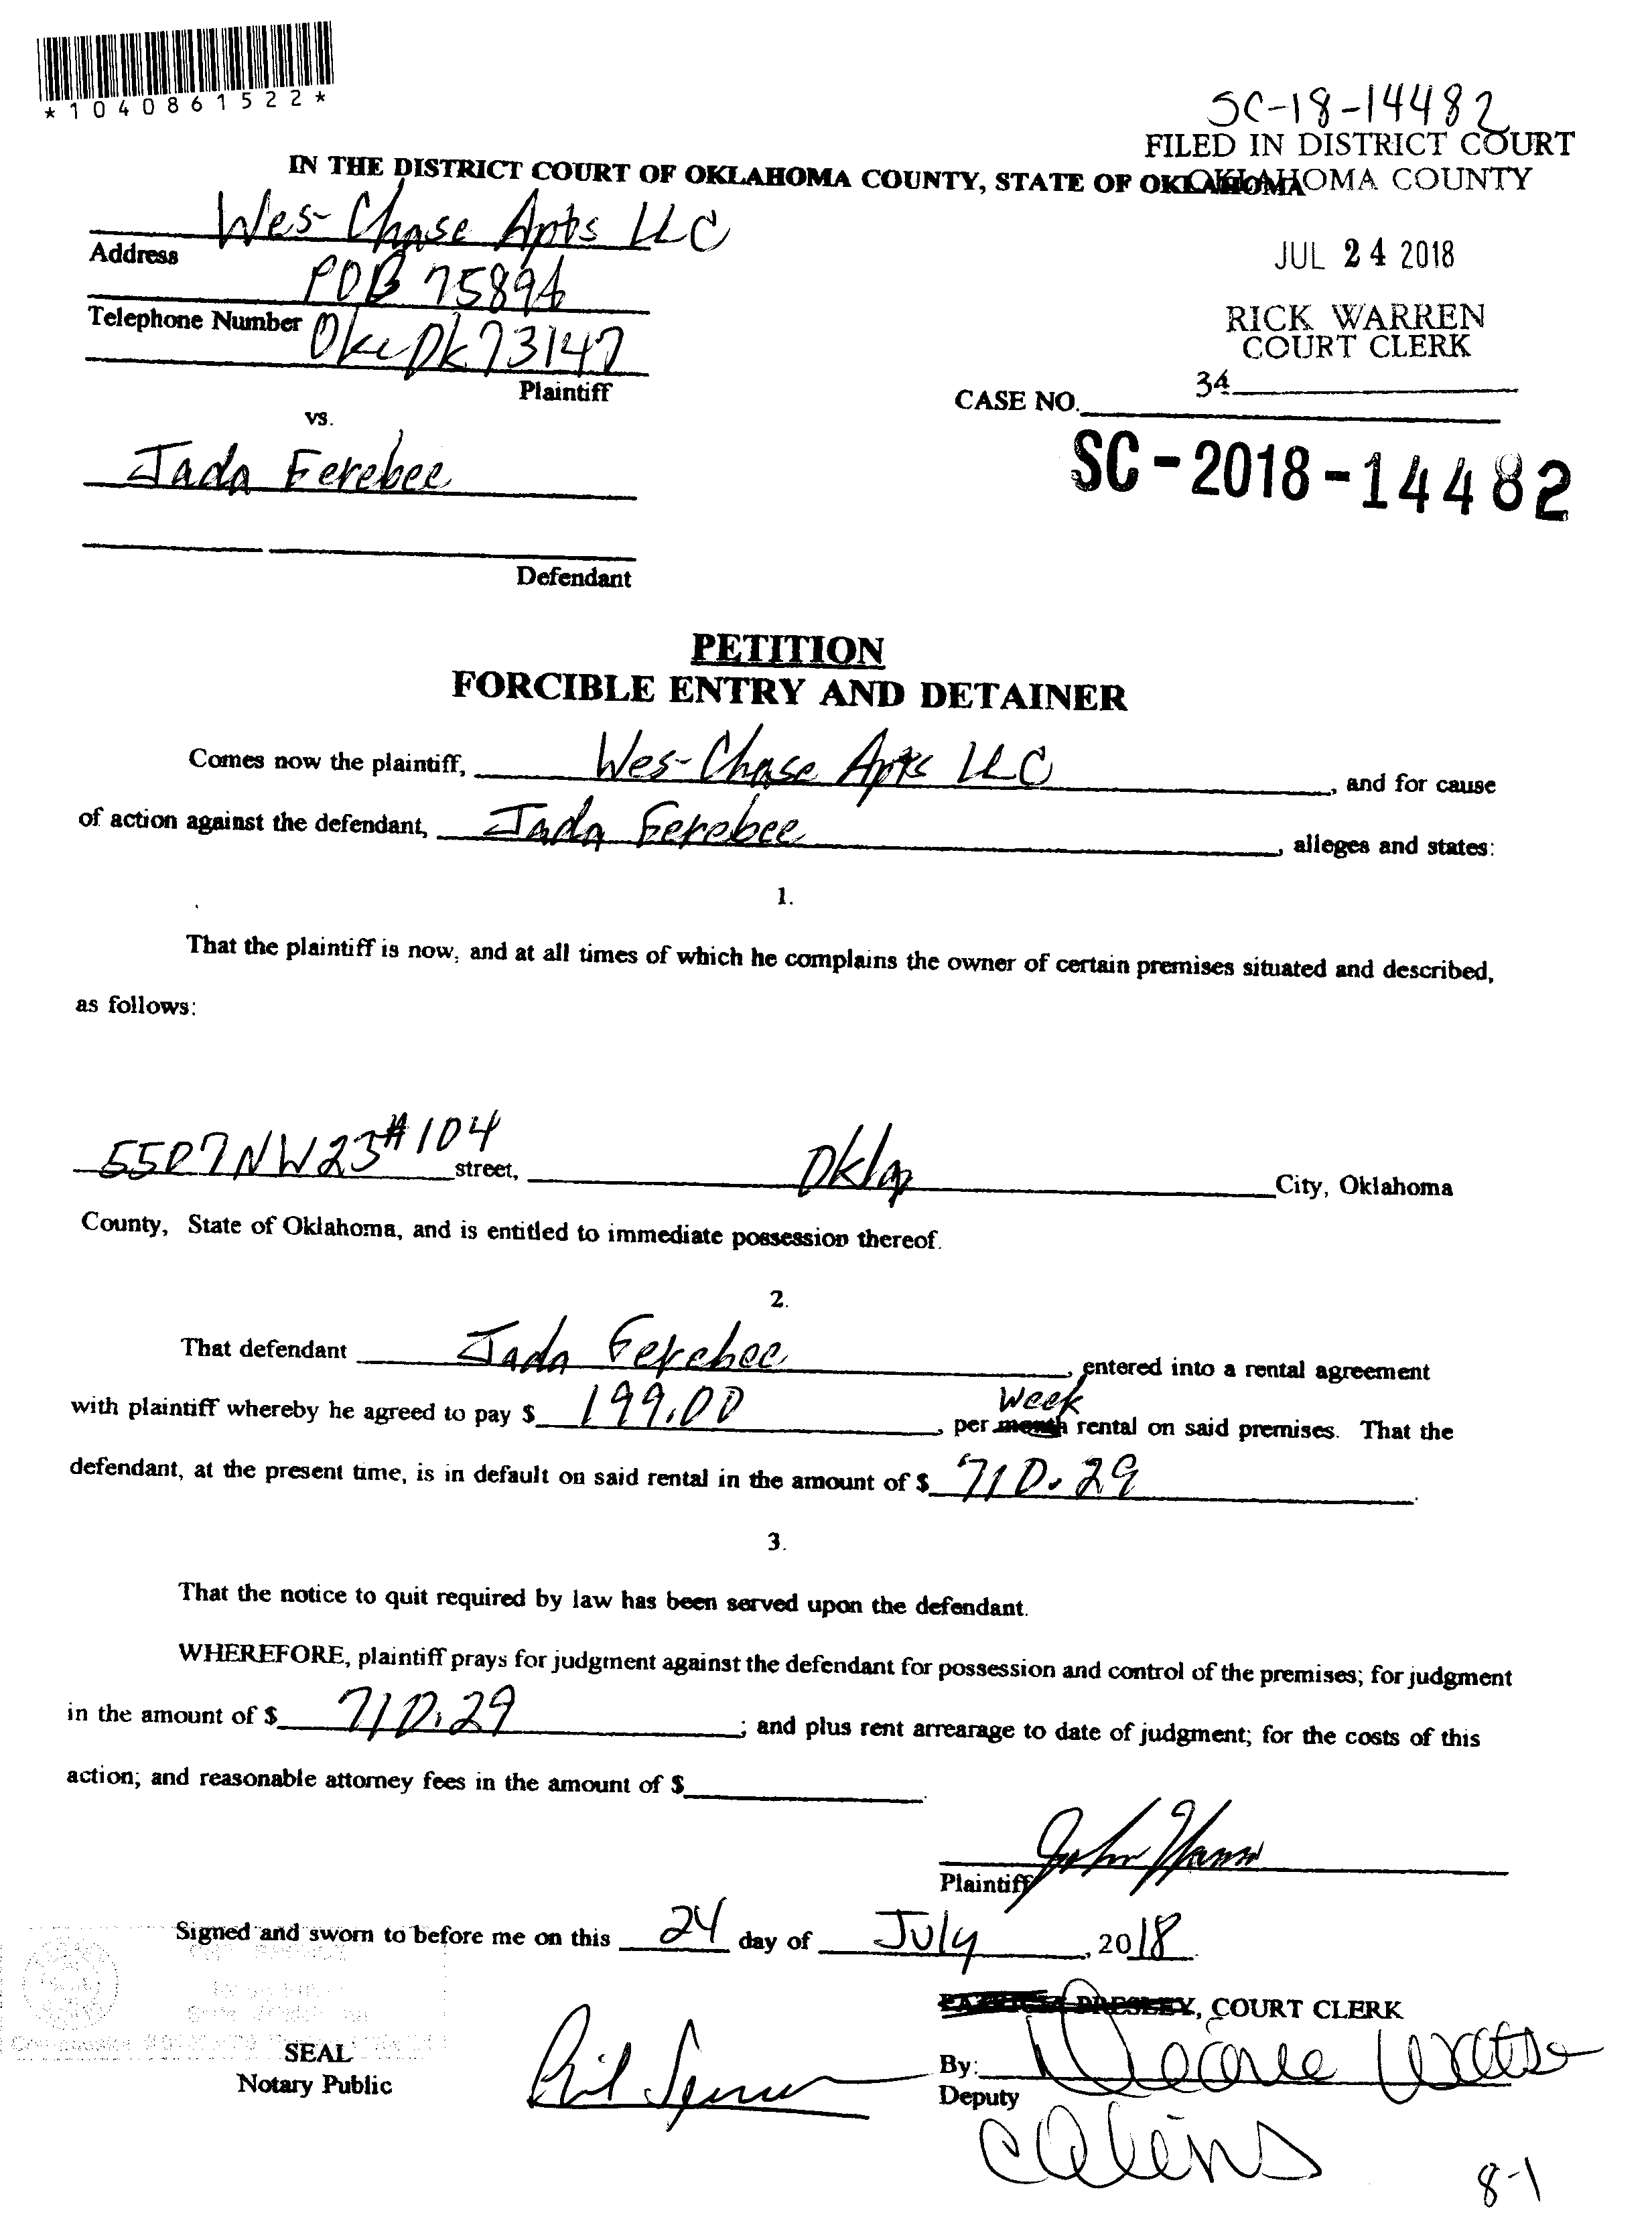 *1040861522*
SC-18-14482
FILED IN DISTRICT COURT
OKLAHOMA COUNTY
IN THE DISTRICT COURT OF OKLAHOMA COUNTY, STATE OF OKLAHOMA
Wes-Chase Apts LLC
Address
POB 75894
JUL 24 2018
Telephone Number
Okc Ok 73147
RICK WARREN
COURT CLERK
Plaintiff
34
CASE NO.
vs.
SC-2018-14482
Jada Ferebee
Defendant
PETITION
FORCIBLE ENTRY AND DETAINER
Comes now the plaintiff, Wes-Chase Apts LLC, and for cause
of action against the defendant, Jada Ferebee, alleges and states:
1.
That the plaintiff is now, and at all times of which he complains the owner of certain premises situated and described,
as follows:
5507 NW 23 #104 street, Okla City, Oklahoma
County, State of Oklahoma, and is entitled to immediate possession thereof.
2.
That defendant Jada Ferebee, entered into a rental agreement
week
with plaintiff whereby he agreed to pay $ 199.00, per month rental on said premises. That the
defendant, at the present time, is in default on said rental in the amount of $ 710.29.
3.
That the notice to quit required by law has been served upon the defendant.
WHEREFORE, plaintiff prays for judgment against the defendant for possession and control of the premises; for judgment
in the amount of $ 710.29; and plus rent arrearage to date of judgment; for the costs of this
action; and reasonable attorney fees in the amount of $.
Plaintiff
Signed and sworn to before me on this 24 day of July, 2018.
PRESLEY, COURT CLERK
SEAL
Notary Public
By:
Deputy
8-1